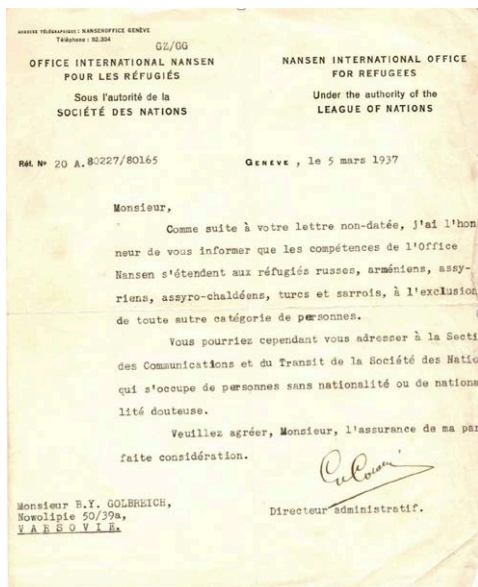 ADRESSE TÉLÉGRAPHIQUE : NANSENOFFICE GENÈVE
Téléphone : 92.304
GZ/GG
OFFICE INTERNATIONAL NANSEN
POUR LES RÉFUGIÉS
Sous l'autorité de la
SOCIÉTÉ DES NATIONS
NANSEN INTERNATIONAL OFFICE
FOR REFUGEES
Under the authority of the
LEAGUE OF NATIONS
Réf. Nº 20 A. 80227/80165
GENÈVE , le 5 mars 1937
Monsieur,
Comme suite à votre lettre non-datée, j'ai l'hon
neur de vous informer que les compétences de l'Office
Nansen s'étendent aux réfugiés russes, arméniens, assy-
riens, assyro-chaldéens, turcs et sarrois, à l'exclusion
de toute autre catégorie de personnes.
Vous pourriez cependant vous adresser à la Secti
des Communications et du Transit de la Société des Natio
qui s'occupe de personnes sans nationalité ou de nationa
lité douteuse.
Veuillez agréer, Monsieur, l'assurance de ma par
faite considération.
Directeur administratif.
Monsieur B.Y. GOLBREICH,
Nowolipie 50/39a,
VARSOVIE.